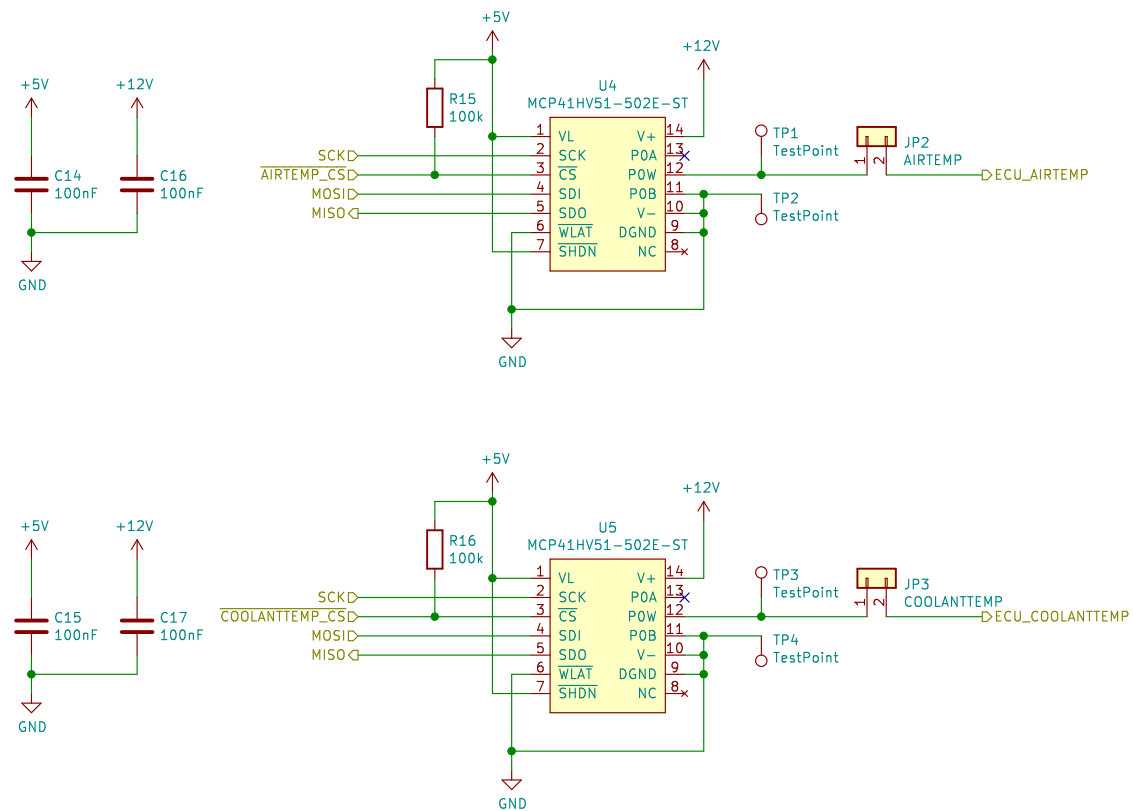 +5V
+12V
+5V
+12V
U4
MCP41HV51-502E-ST
R15
100k
C14
100nF
C16
100nF
SCK
AIRTEMP_CS
MOSI
MISO
1 VL
2 SCK
3 CS
4 SDI
5 SDO
6 WLAT
7 SHDN
V+ 14
P0A 13
P0W 12
P0B 11
V- 10
DGND 9
NC 8
TP1
TestPoint
TP2
TestPoint
JP2
AIRTEMP
1 2
ECU_AIRTEMP
GND
GND
+5V
+12V
+5V
+12V
U5
MCP41HV51-502E-ST
R16
100k
C15
100nF
C17
100nF
SCK
COOLANTTEMP_CS
MOSI
MISO
1 VL
2 SCK
3 CS
4 SDI
5 SDO
6 WLAT
7 SHDN
V+ 14
P0A 13
P0W 12
P0B 11
V- 10
DGND 9
NC 8
TP3
TestPoint
TP4
TestPoint
JP3
COOLANTTEMP
1 2
ECU_COOLANTTEMP
GND
GND